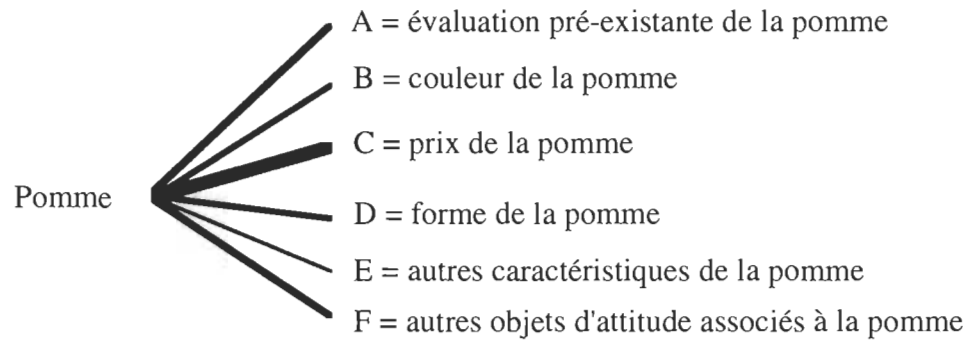 A = évaluation pré-existante de la pomme
B = couleur de la pomme
C = prix de la pomme
Pomme
D = forme de la pomme
E = autres caractéristiques de la pomme
F = autres objets d'attitude associés à la pomme